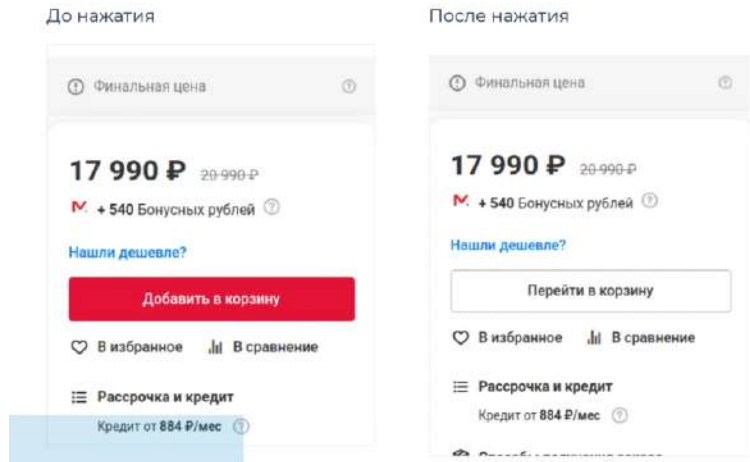 До нажатия
Финальная цена
17 990 ₽ 20 990 ₽
+ 540 Бонусных рублей
Нашли дешевле?
Добавить в корзину
В избранное В сравнение
Рассрочка и кредит
Кредит от 884 ₽/мес
После нажатия
Финальная цена
17 990 ₽ 20 990 ₽
+ 540 Бонусных рублей
Нашли дешевле?
Перейти в корзину
В избранное В сравнение
Рассрочка и кредит
Кредит от 884 ₽/мес